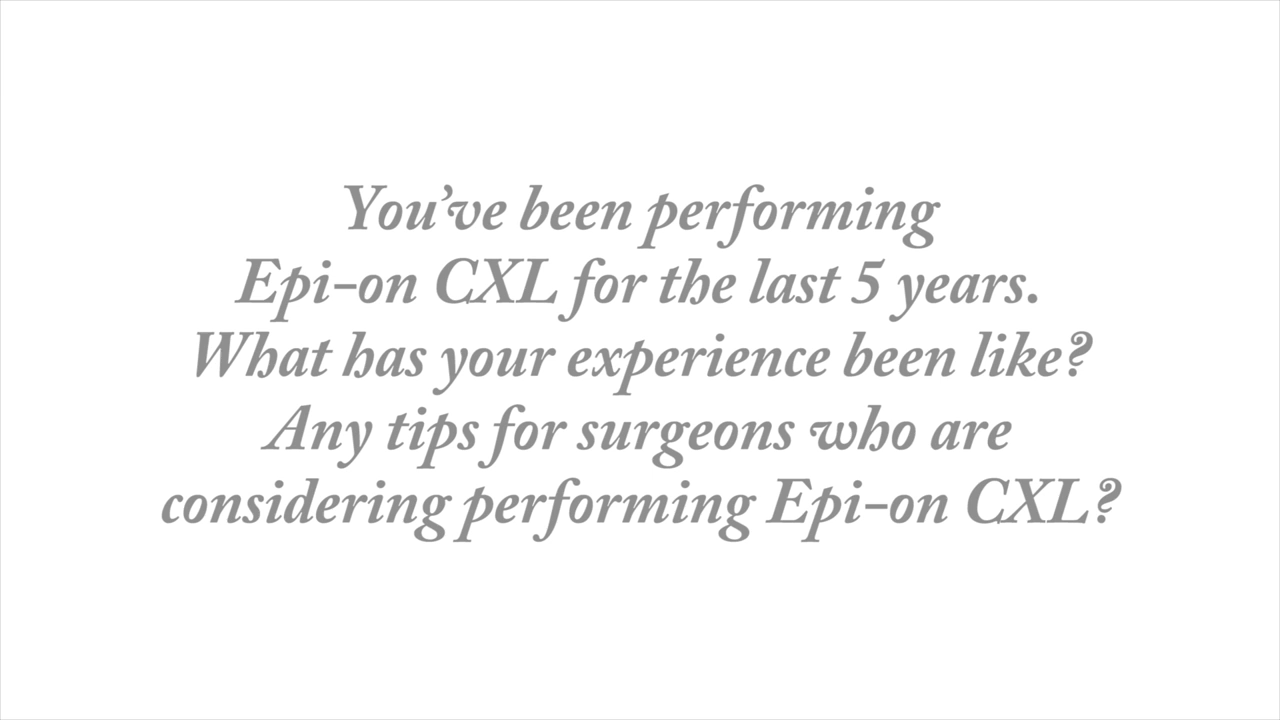 You’ve been performing
Epi-on CXL for the last 5 years.
What has your experience been like?
Any tips for surgeons who are
considering performing Epi-on CXL?